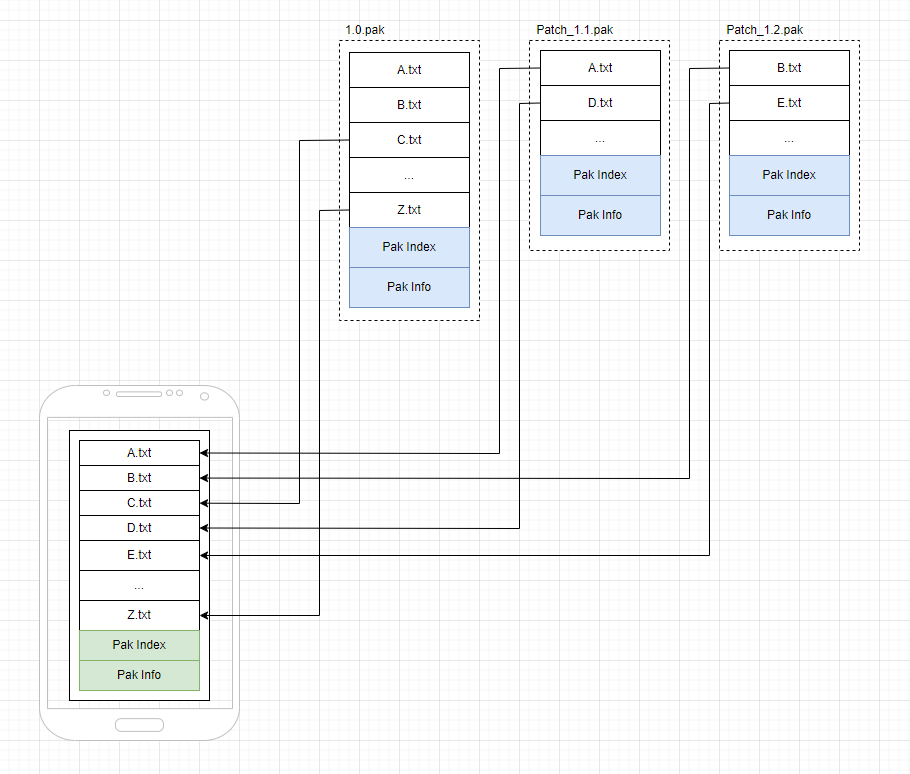 1.0.pak
A.txt
B.txt
C.txt
...
Z.txt
Pak Index
Pak Info
Patch_1.1.pak
A.txt
D.txt
...
Pak Index
Pak Info
Patch_1.2.pak
B.txt
E.txt
...
Pak Index
Pak Info
A.txt
B.txt
C.txt
D.txt
E.txt
...
Z.txt
Pak Index
Pak Info